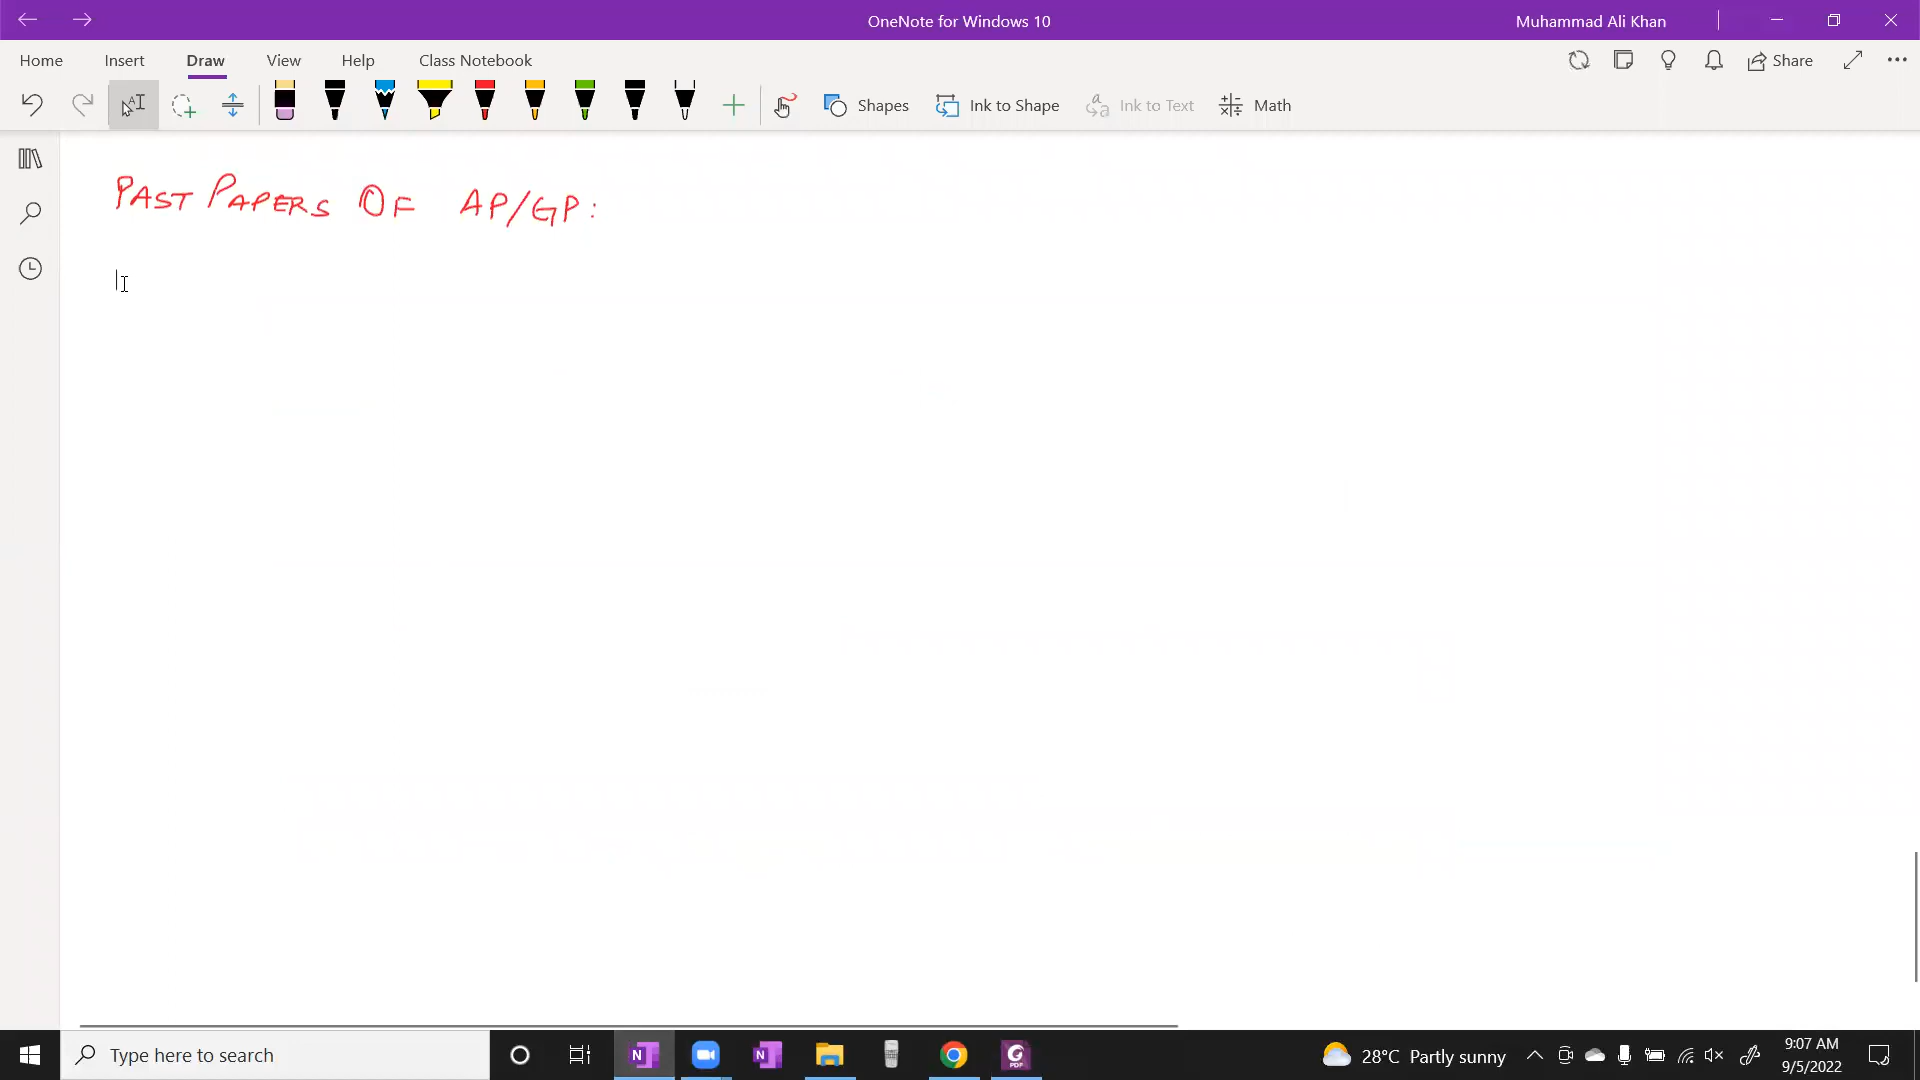 OneNote for Windows 10
Muhammad Ali Khan
Home Insert Draw View Help Class Notebook
Share
Shapes Ink to Shape Ink to Text Math
PAST PAPERS OF AP/GP:
Type here to search
28°C Partly sunny
9:07 AM
9/5/2022